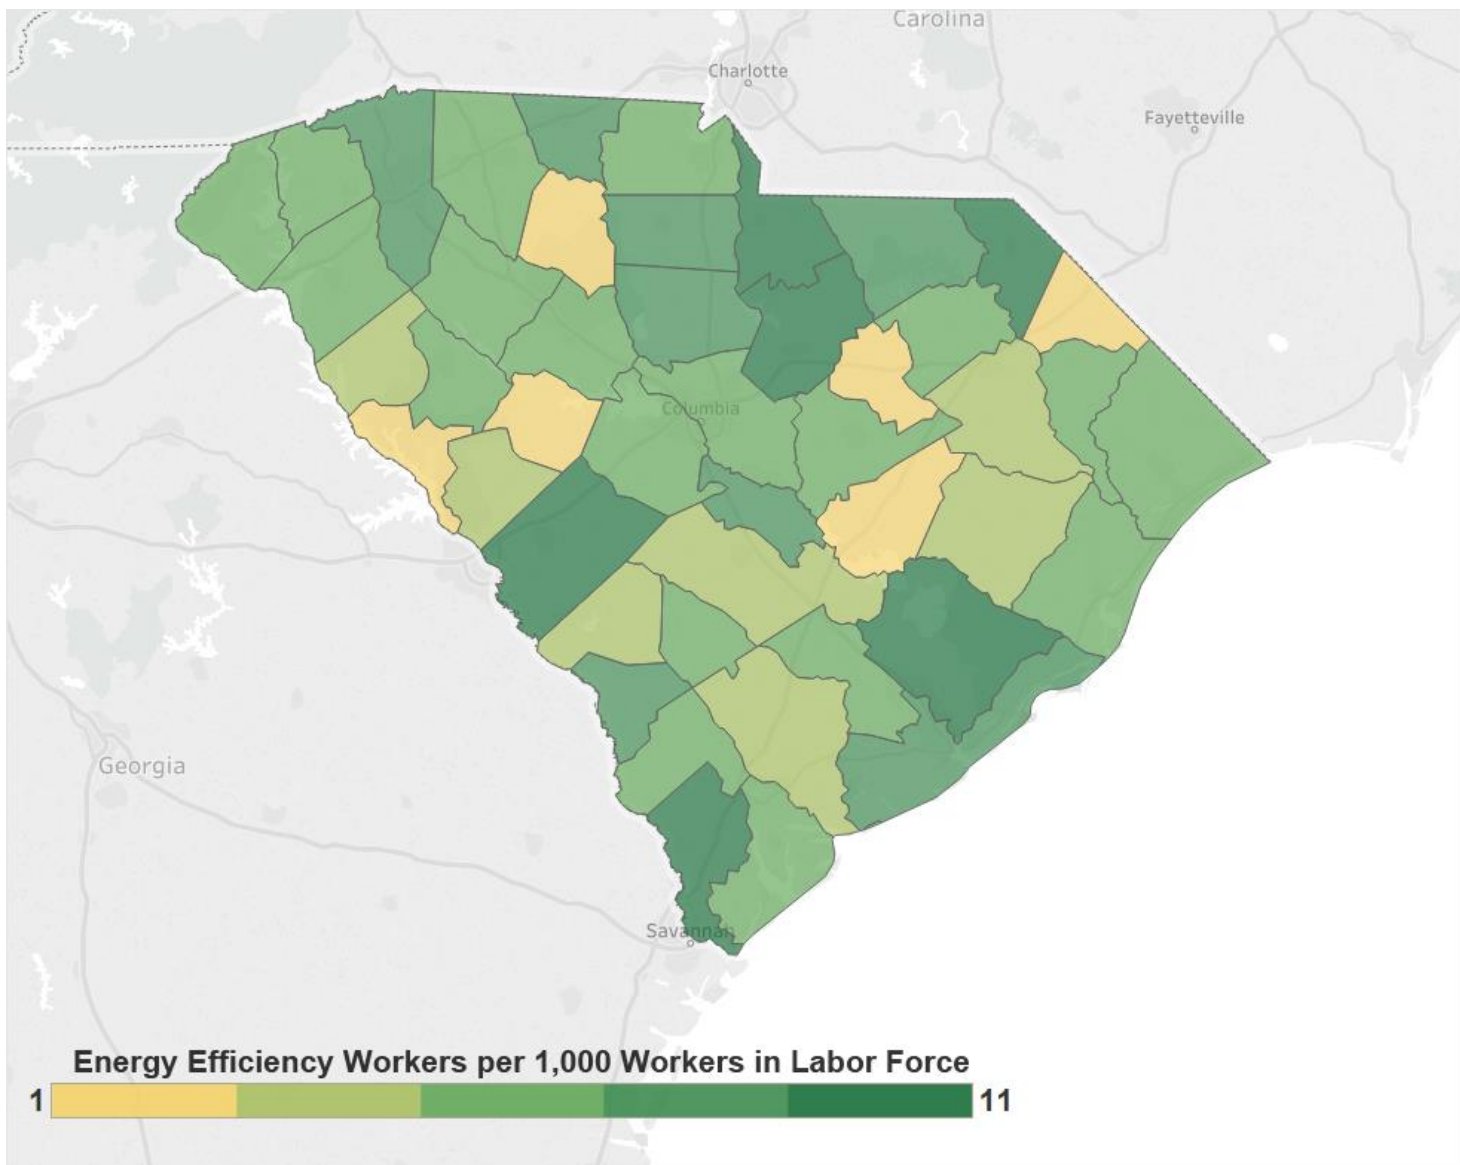 Carolina
Charlotte
Fayetteville
Columbia
Georgia
Savannah
Energy Efficiency Workers per 1,000 Workers in Labor Force
1
11